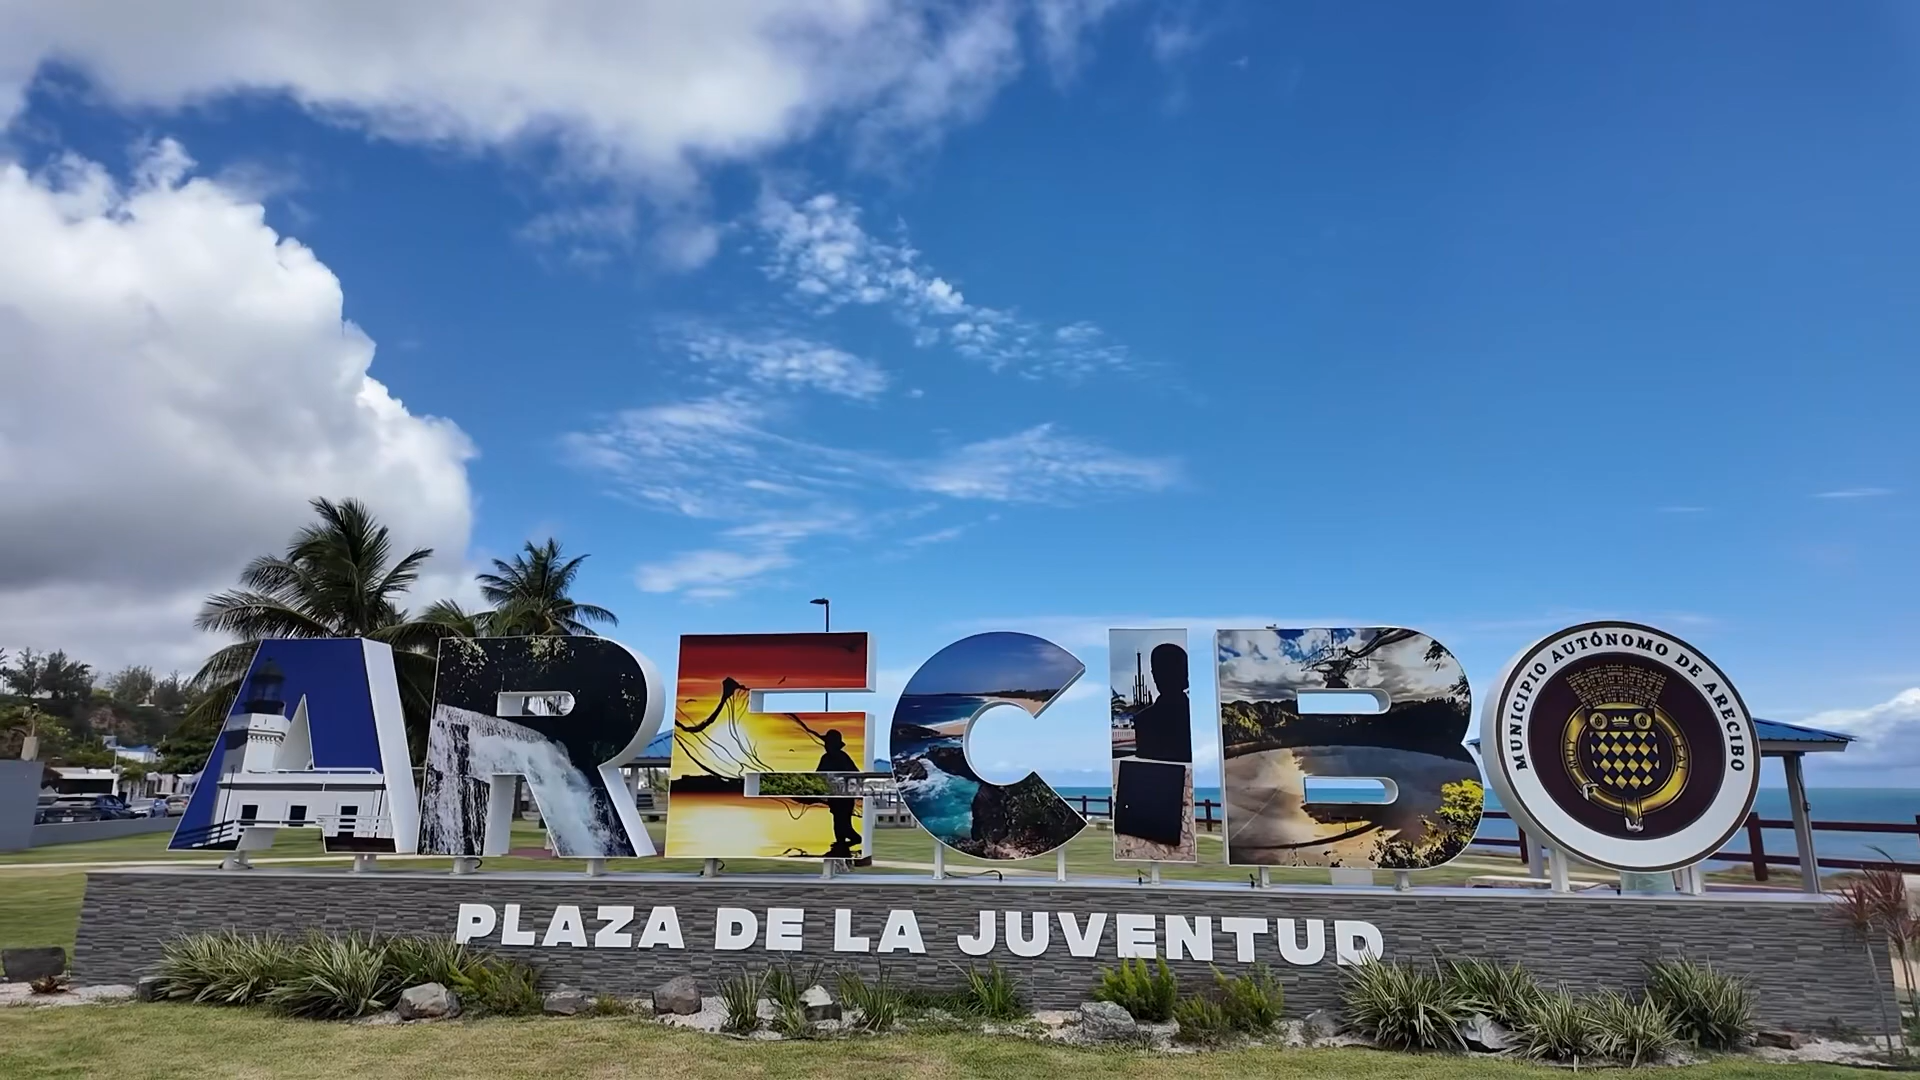 ARECIBO
MUNICIPIO AUTÓNOMO DE ARECIBO
PLAZA DE LA JUVENTUD